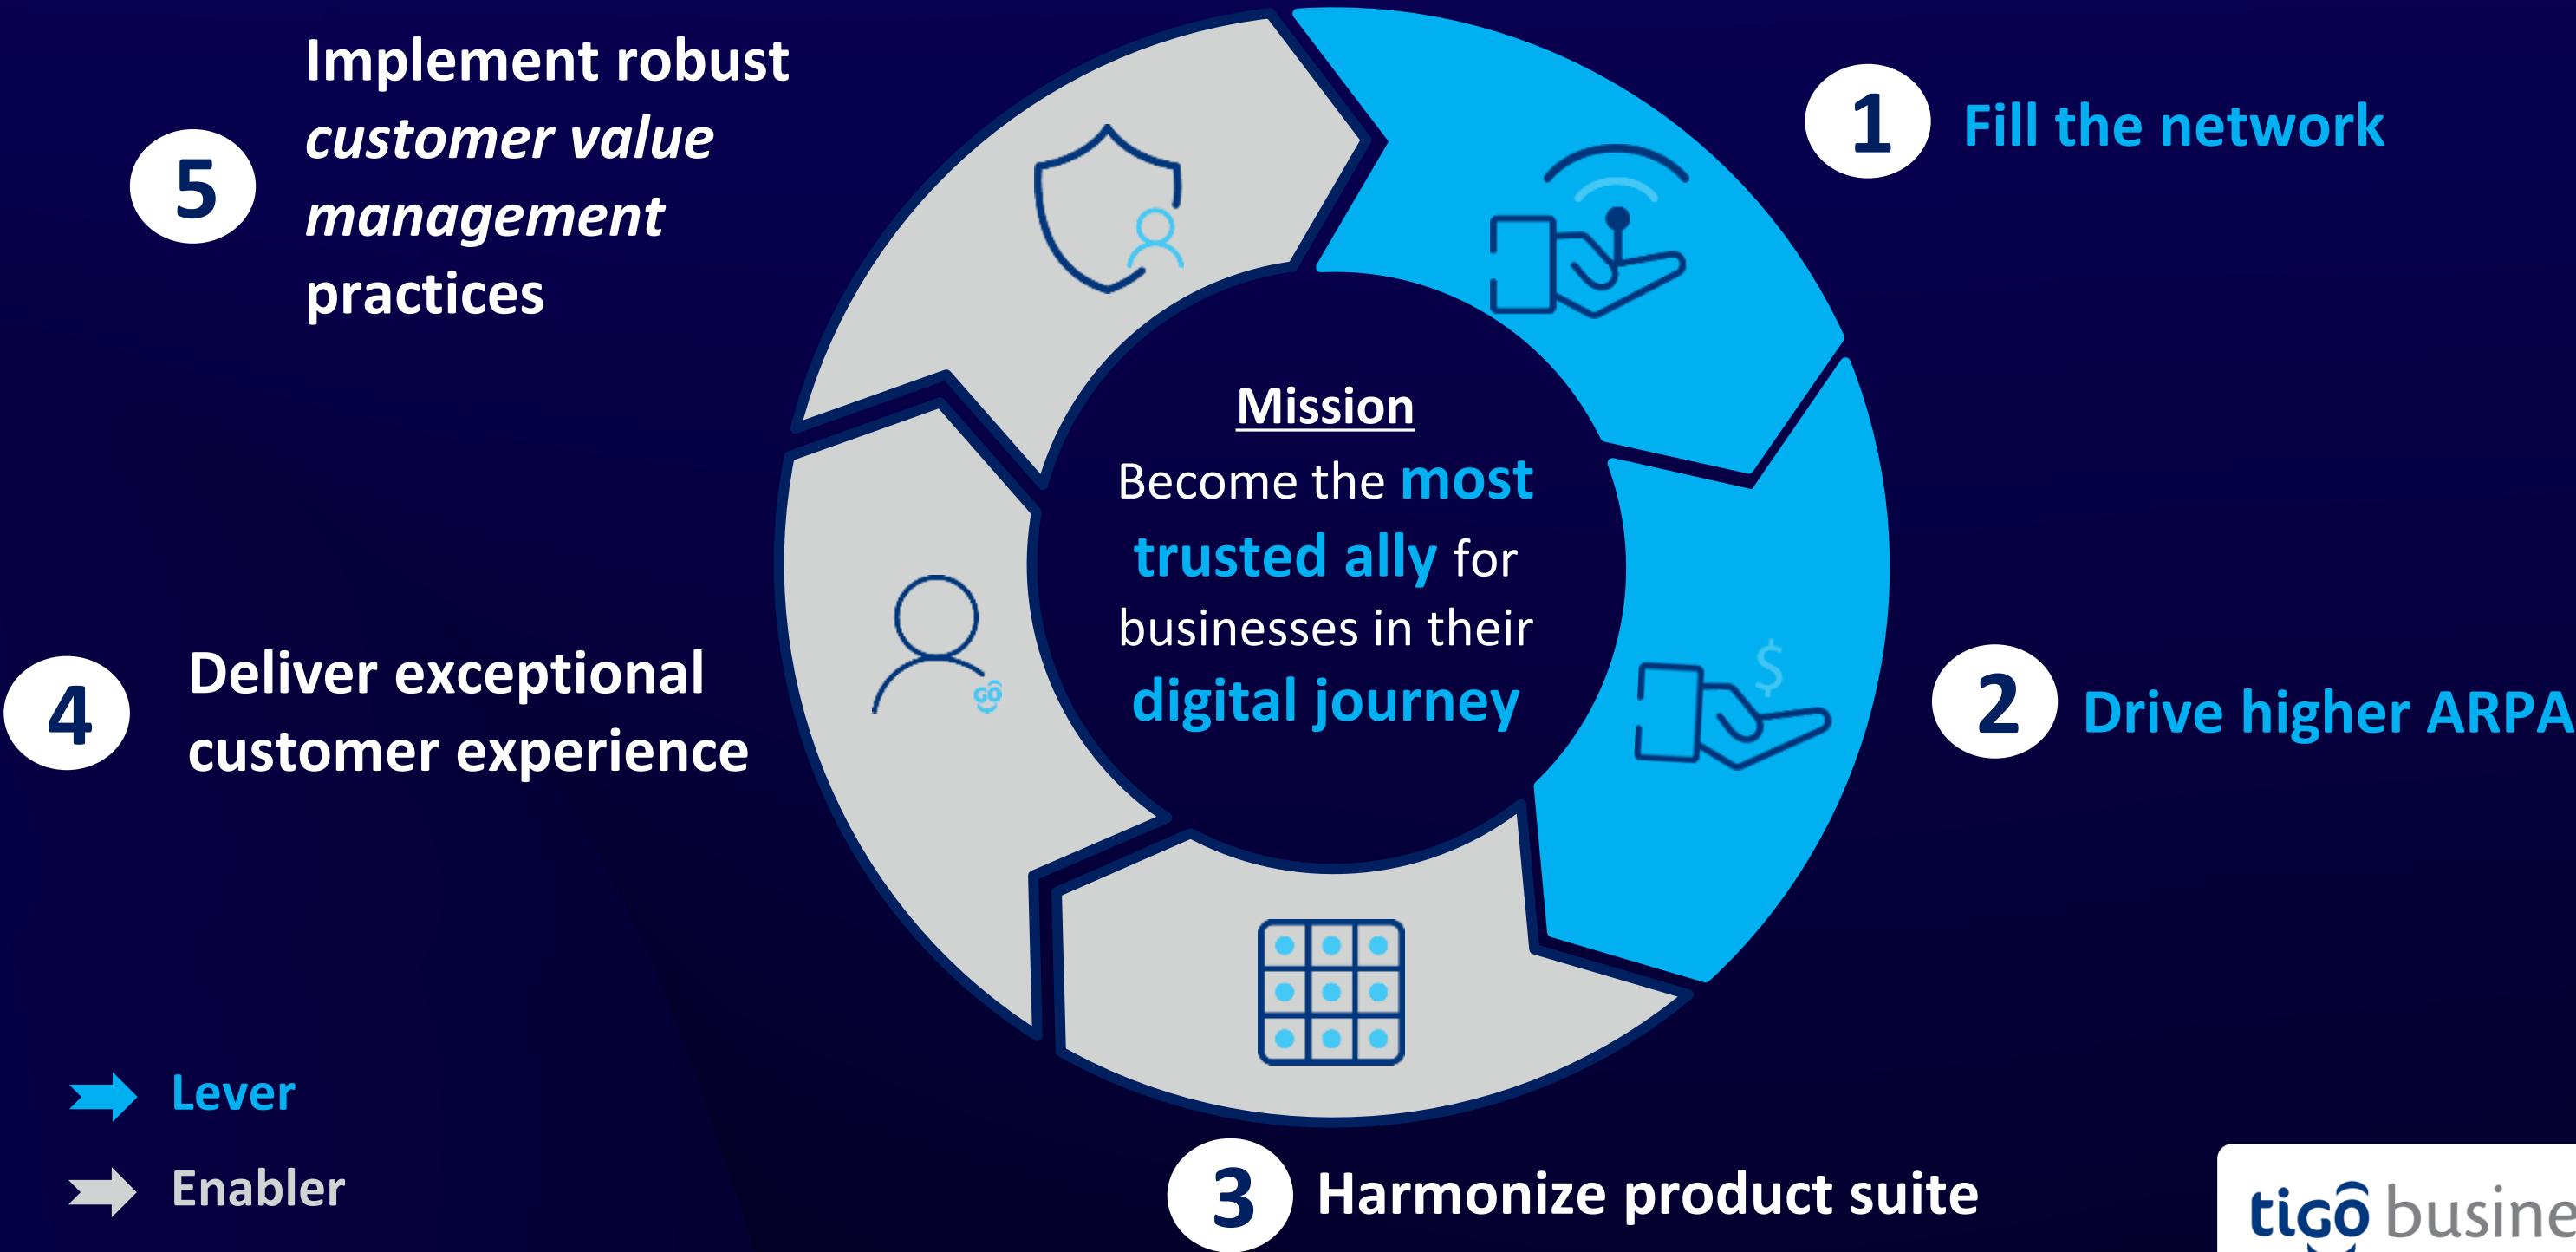 1
Fill the network
2
Drive higher ARPA
3
Harmonize product suite
4
Deliver exceptional
customer experience
5
Implement robust
customer value
management
practices
Mission
Become the most
trusted ally for
businesses in their
digital journey
$
Lever
Enabler
tigo